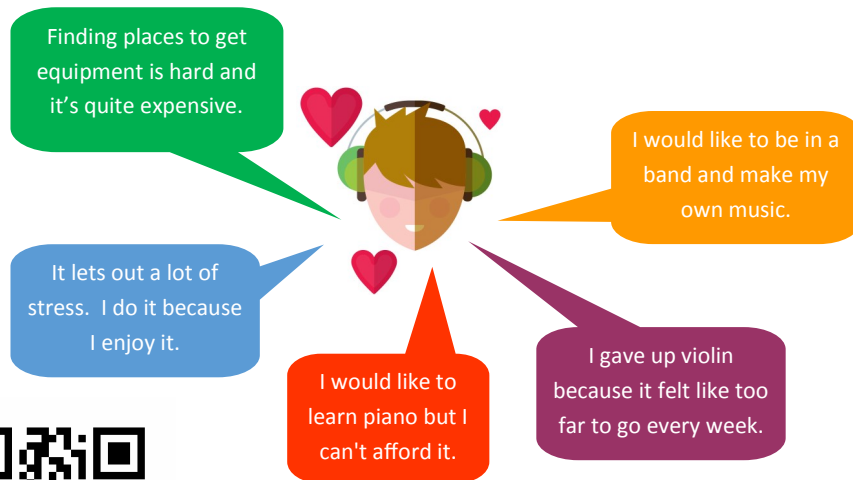 Finding places to get
equipment is hard and
it's quite expensive.
I would like to be in a
band and make my
own music.
It lets out a lot of
stress.  I do it because
I enjoy it.
I would like to
learn piano but I
can't afford it.
I gave up violin
because it felt like too
far to go every week.